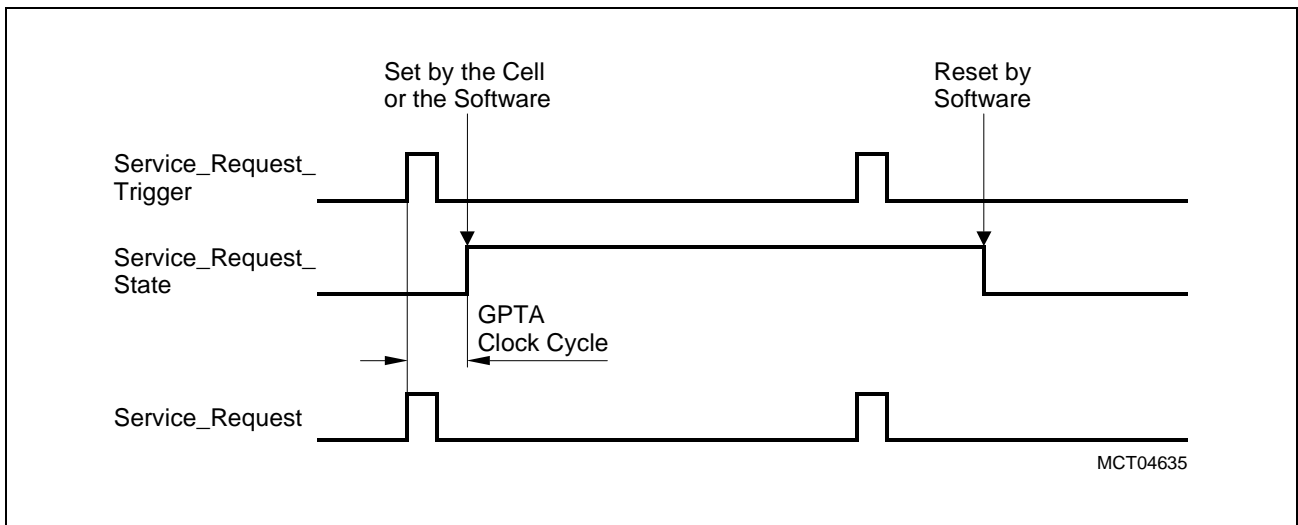 Set by the Cell
or the Software
Reset by
Software
Service_Request_
Trigger
Service_Request_
State
GPTA
Clock Cycle
Service_Request
MCT04635